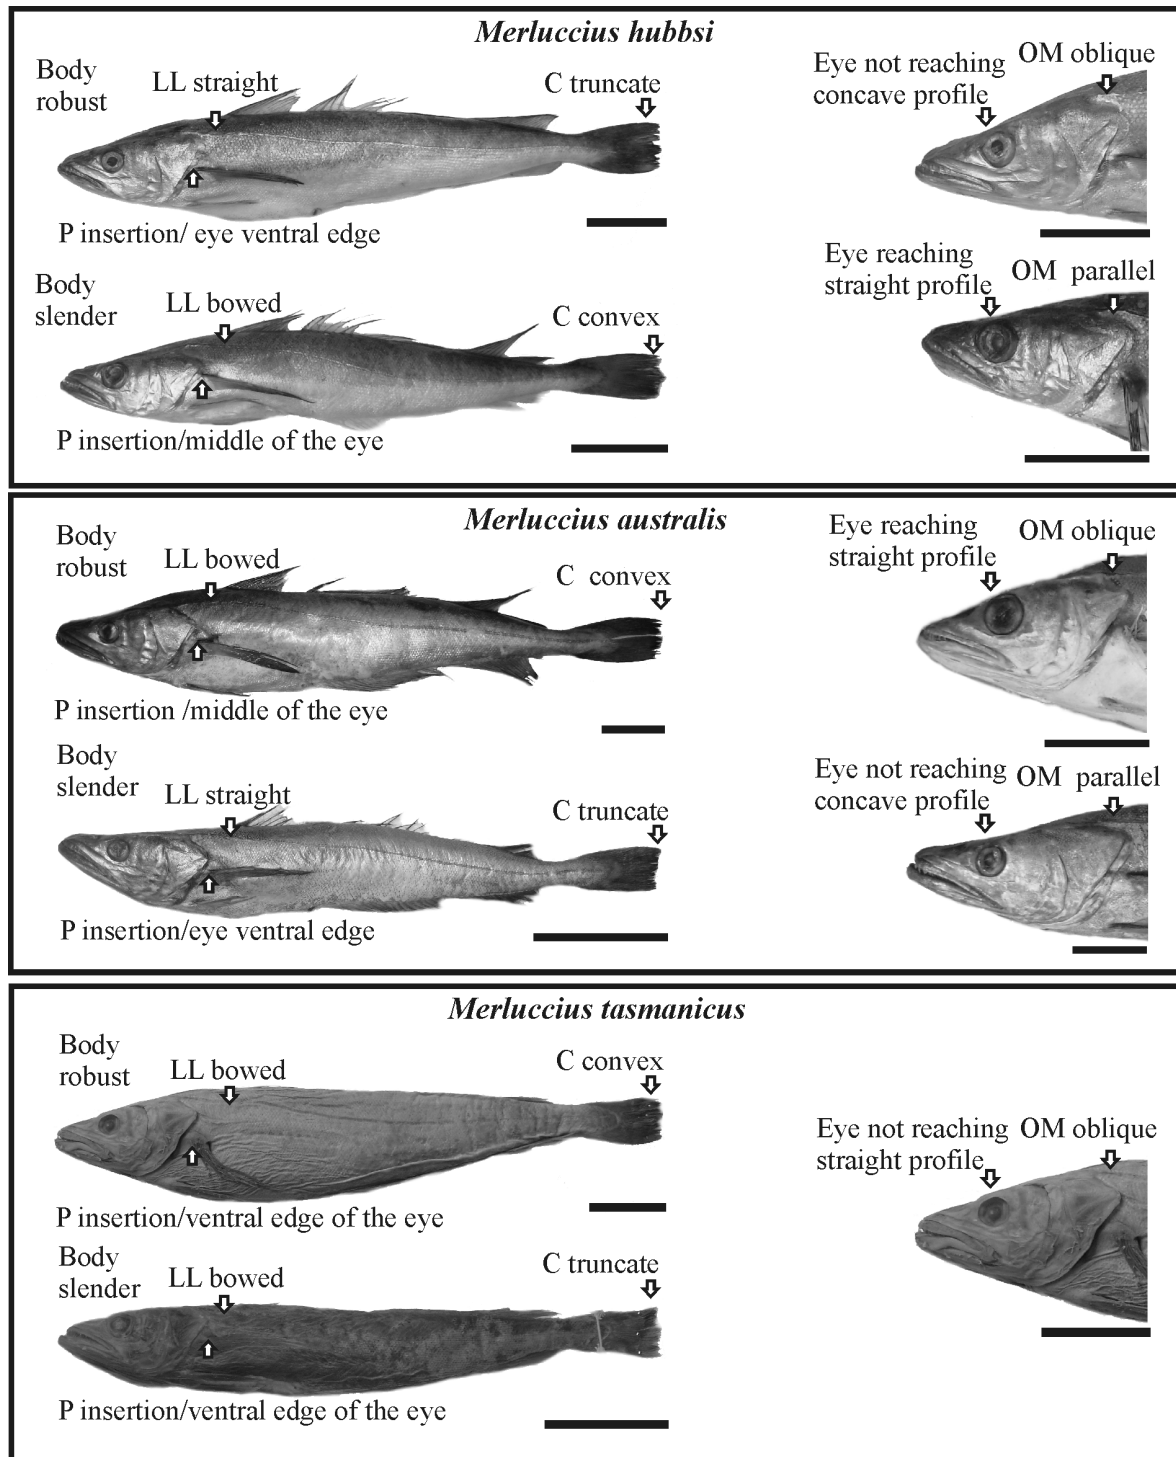 Merluccius hubbsi
Body
robust
LL straight
C truncate
P insertion/ eye ventral edge
Eye not reaching
concave profile
OM oblique
Body
slender
LL bowed
C convex
P insertion/middle of the eye
Eye reaching
straight profile
OM parallel
Merluccius australis
Body
robust
LL bowed
C convex
P insertion /middle of the eye
Eye reaching
straight profile
OM oblique
Body
slender
LL straight
C truncate
P insertion/eye ventral edge
Eye not reaching
concave profile
OM parallel
Merluccius tasmanicus
Body
robust
LL bowed
C convex
P insertion/ventral edge of the eye
Eye not reaching
straight profile
OM oblique
Body
slender
LL bowed
C truncate
P insertion/ventral edge of the eye